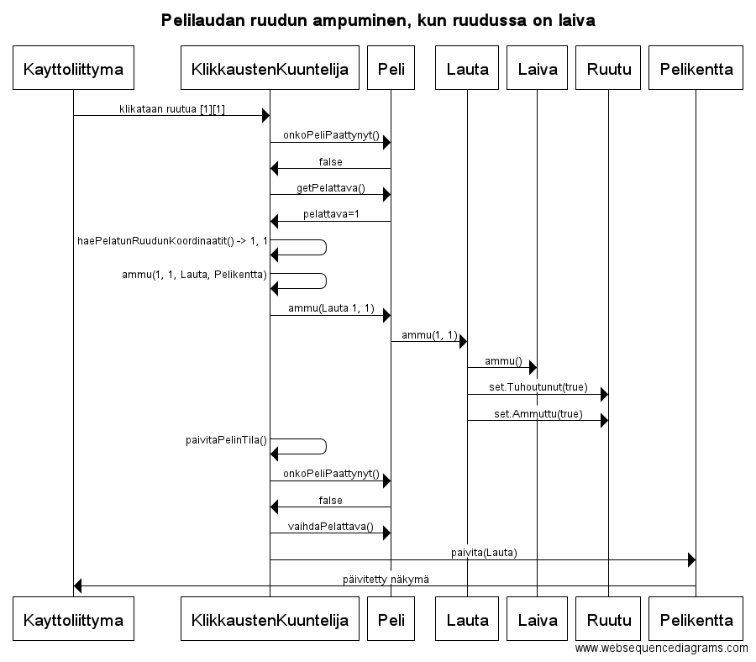 Pelilaudan ruudun ampuminen, kun ruudussa on laiva
Kayttoliittyma KlikkaustenKuuntelija Peli Lauta Laiva Ruutu Pelikentta
klikataan ruutua [1][1]
onkoPeliPaattynyt()
false
getPelattava()
pelattava=1
haePelatunRuudunKoordinaatit() -> 1, 1
ammu(1, 1, Lauta, Pelikentta)
ammu(Lauta 1, 1)
ammu(1, 1)
ammu()
set.Tuhoutunut(true)
set.Ammuttu(true)
paivitaPelinTila()
onkoPeliPaattynyt()
false
vaihdaPelattava()
paivita(Lauta)
päivitetty näkymä
Kayttoliittyma KlikkaustenKuuntelija Peli Lauta Laiva Ruutu Pelikentta
www.websequencediagrams.com